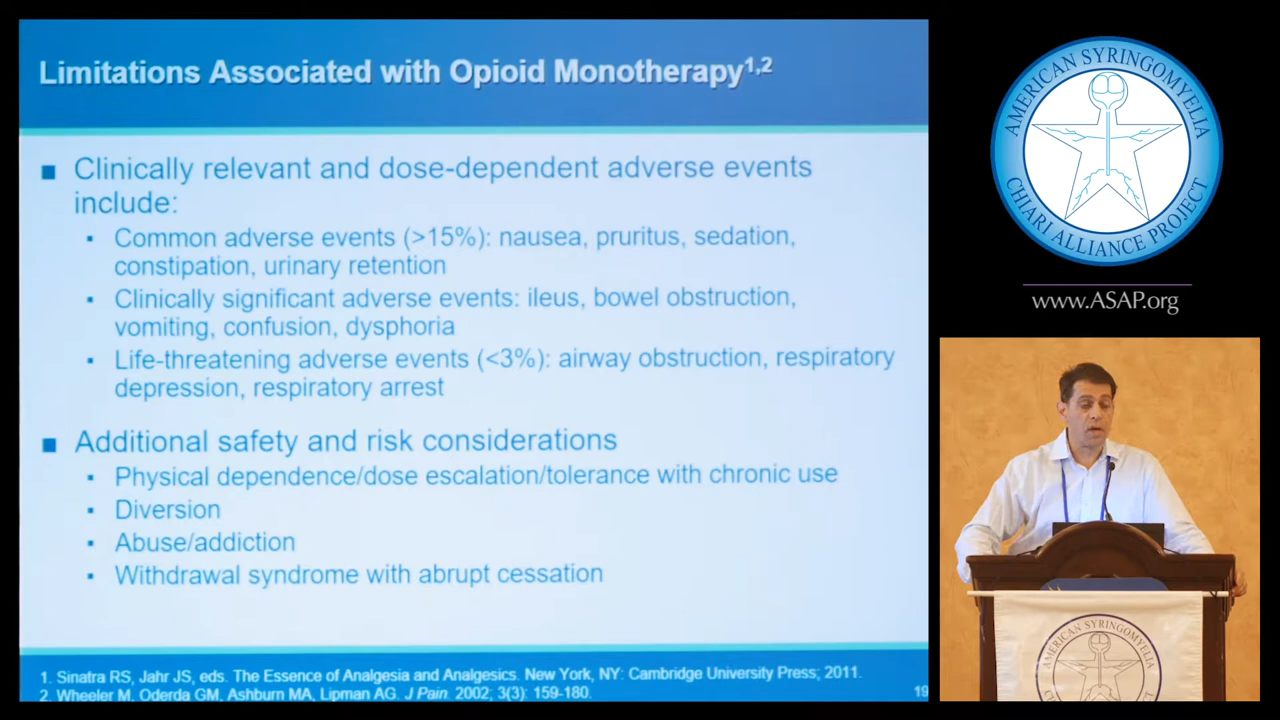 Limitations Associated with Opioid Monotherapy1,2
■ Clinically relevant and dose-dependent adverse events
include:
▪ Common adverse events (>15%): nausea, pruritus, sedation,
constipation, urinary retention
▪ Clinically significant adverse events: ileus, bowel obstruction,
vomiting, confusion, dysphoria
▪ Life-threatening adverse events (<3%): airway obstruction, respiratory
depression, respiratory arrest
■ Additional safety and risk considerations
▪ Physical dependence/dose escalation/tolerance with chronic use
▪ Diversion
▪ Abuse/addiction
▪ Withdrawal syndrome with abrupt cessation
1. Sinatra RS, Jahr JS, eds. The Essence of Analgesia and Analgesics. New York, NY: Cambridge University Press; 2011.
2. Wheeler M, Oderda GM, Ashburn MA, Lipman AG. J Pain. 2002; 3(3): 159-180.
19
AMERICAN SYRINGOMYELIA
CHIARI ALLIANCE PROJECT
www.ASAP.org
AMERICAN SYRINGOMYELIA